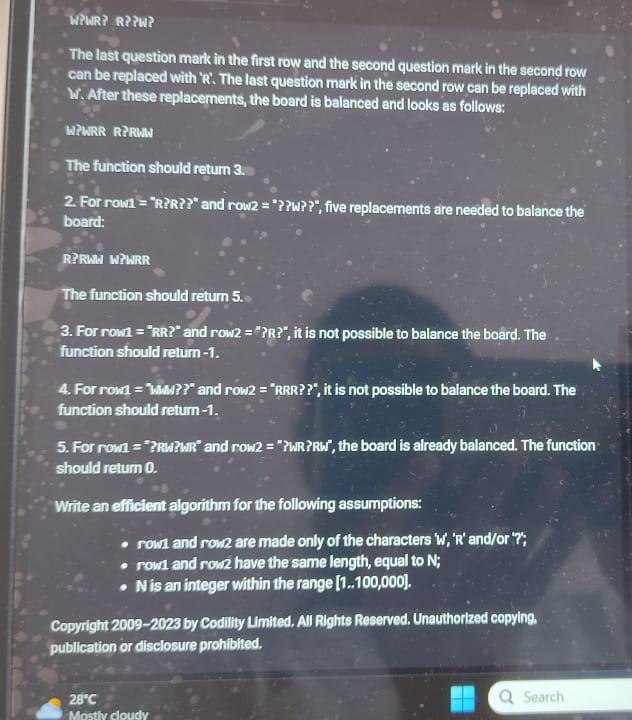 W?WR? R??W?
The last question mark in the first row and the second question mark in the second row
can be replaced with 'R'. The last question mark in the second row can be replaced with
'W'. After these replacements, the board is balanced and looks as follows:
W?WRR R?RWW
The function should return 3.
2. For row1 = "R?R??" and row2 = "??W??", five replacements are needed to balance the
board:
R?RWW W?WRR
The function should return 5.
3. For row1 = "RR?" and row2 = "?R?", it is not possible to balance the board. The
function should return -1.
4. For row1 = "WWW??" and row2 = "RRR??", it is not possible to balance the board. The
function should return -1.
5. For row1 = "?RW?WR" and row2 = "?WR?RW", the board is already balanced. The function
should return 0.
Write an efficient algorithm for the following assumptions:
• row1 and row2 are made only of the characters 'W', 'R' and/or '?';
• row1 and row2 have the same length, equal to N;
• N is an integer within the range [1..100,000].
Copyright 2009–2023 by Codility Limited. All Rights Reserved. Unauthorized copying,
publication or disclosure prohibited.
28°C
Mostly cloudy
Search